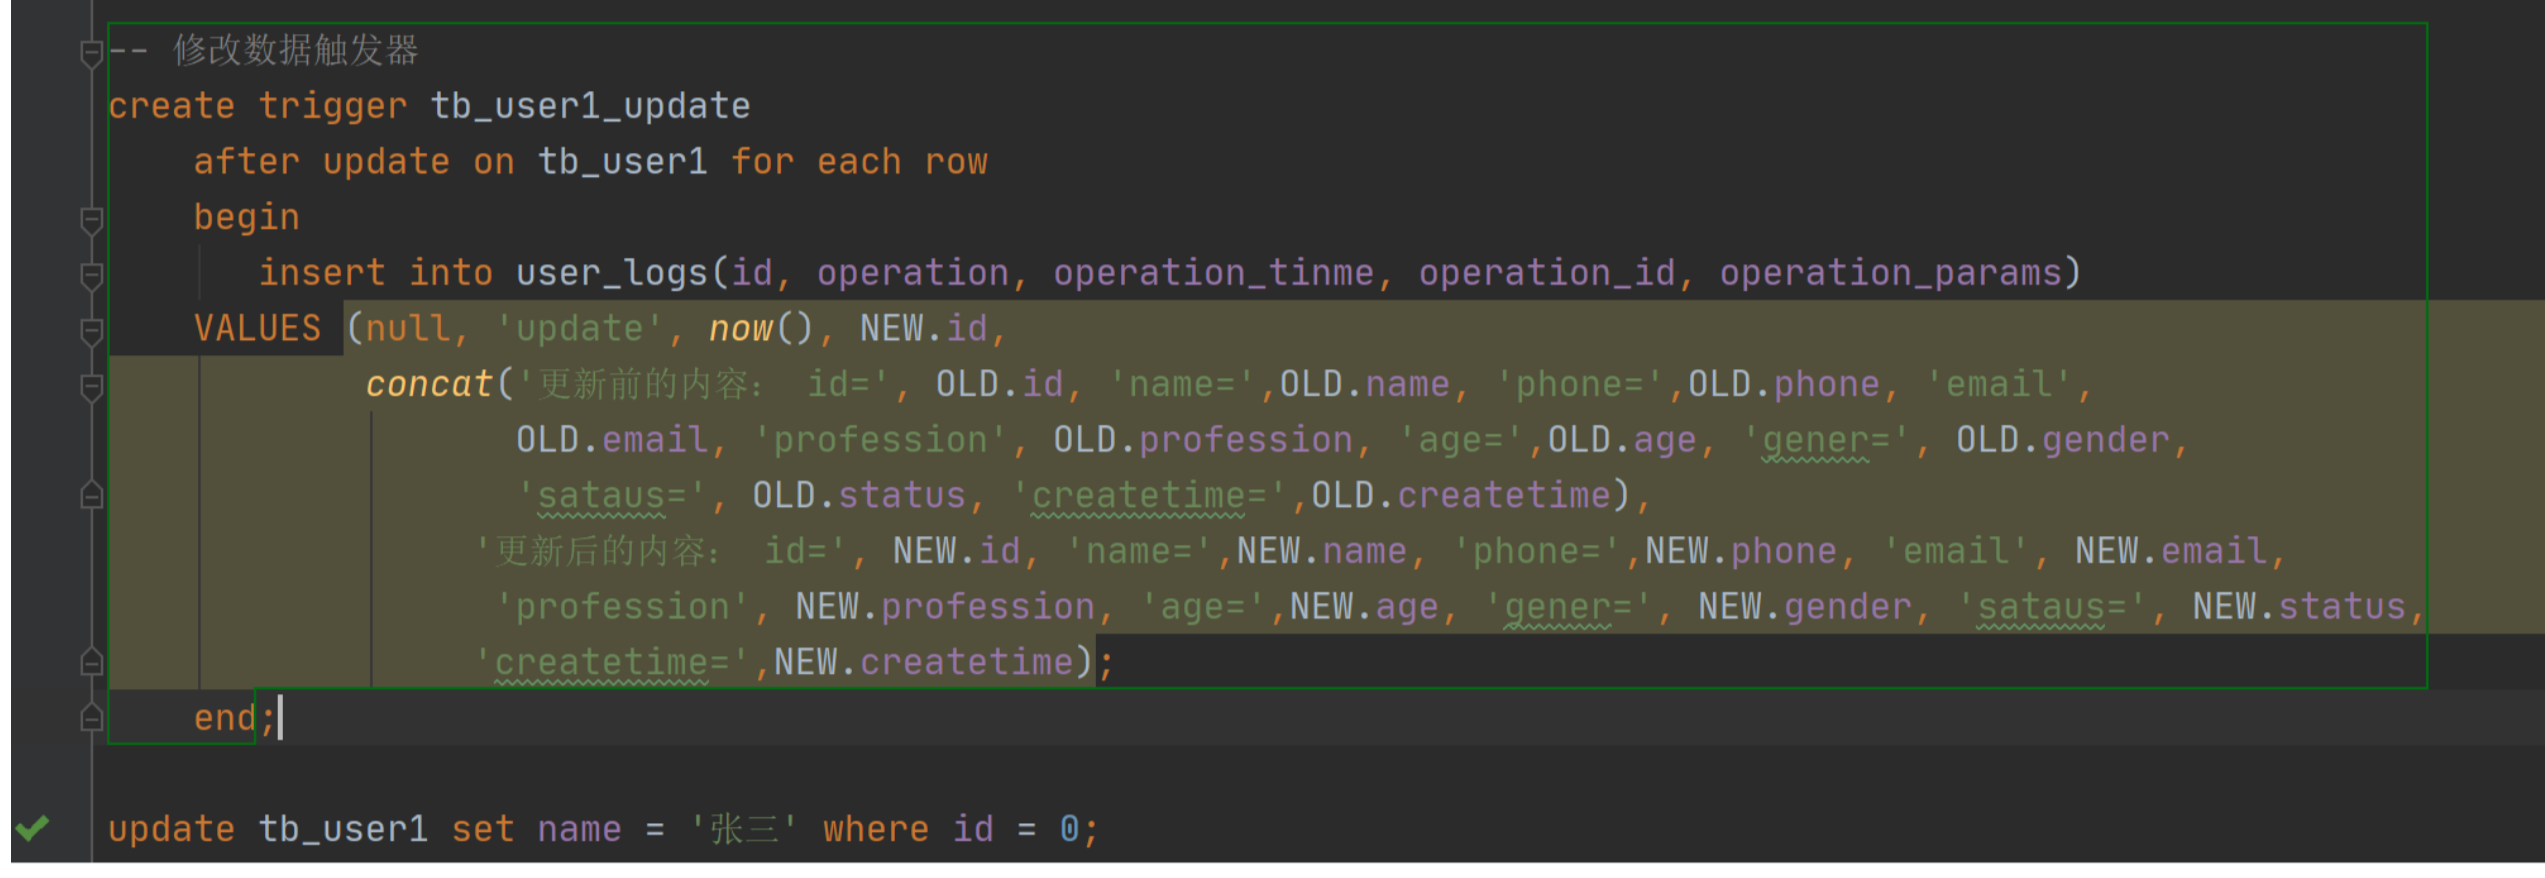 -- 修改数据触发器
create trigger tb_user1_update
after update on tb_user1 for each row
begin
insert into user_logs(id, operation, operation_tinme, operation_id, operation_params)
VALUES (null, 'update', now(), NEW.id,
concat('更新前的内容： id=', OLD.id, 'name=',OLD.name, 'phone=',OLD.phone, 'email',
OLD.email, 'profession', OLD.profession, 'age=',OLD.age, 'gener=', OLD.gender,
'sataus=', OLD.status, 'createtime=',OLD.createtime),
'更新后的内容： id=', NEW.id, 'name=',NEW.name, 'phone=',NEW.phone, 'email', NEW.email,
'profession', NEW.profession, 'age=',NEW.age, 'gener=', NEW.gender, 'sataus=', NEW.status,
'createtime=',NEW.createtime);
end;
update tb_user1 set name = '张三' where id = 0;